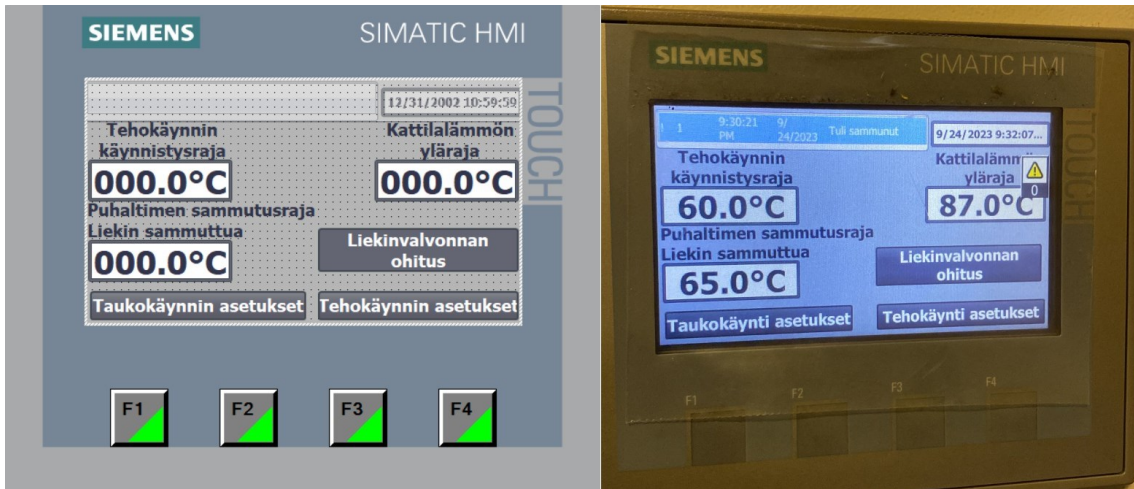 SIEMENS
SIMATIC HMI
TOUCH
12/31/2002 10:59:59
Tehokäynnin
käynnistysraja
000.0°C
Kattilalämmön
yläraja
000.0°C
Puhaltimen sammutusraja
Liekin sammuttua
000.0°C
Liekinvalvonnan
ohitus
Taukokäynnin asetukset
Tehokäynnin asetukset
F1
F2
F3
F4
SIEMENS
SIMATIC HMI
TOUCH
! 1 9:30:21 9/
PM 24/2023 Tuli sammunut
9/24/2023 9:32:07...
Tehokäynnin
käynnistysraja
60.0°C
Kattilalämm
yläraja
0
87.0°C
Puhaltimen sammutusraja
Liekin sammuttua
65.0°C
Liekinvalvonnan
ohitus
Taukokäynti asetukset
Tehokäynti asetukset
F1
F2
F3
F4